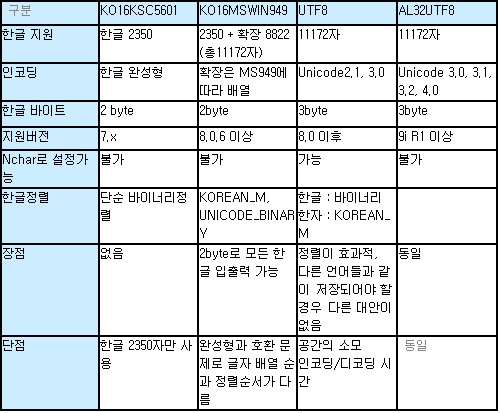 구분 KO16KSC5601 KO16MSWIN949 UTF8 AL32UTF8
한글 지원 한글 2350 2350 + 확장 8822 (총11172자) 11172자 11172자
인코딩 한글 완성형 확장은 MS949에 따라 배열 Unicode2,1, 3,0 Unicode 3,0, 3,1, 3,2, 4,0
한글 바이트 2 byte 2byte 3byte 3byte
지원버전 7,x 8,0,6 이상 8,0 이후 9i R1 이상
Nchar로 설정가능 불가 불가 가능 불가
한글정렬 단순 바이너리정렬 KOREAN_M, UNICODE_BINARY 한글 : 바이너리 한자 : KOREAN_M
장점 없음 2byte로 모든 한글 입출력 가능 정렬이 효과적, 다른 언어들과 같이 저장되어야 할 경우 다른 대안이 없음 동일
단점 한글 2350자만 사용 완성형과 호환 문제로 글자 배열 순과 정렬순서가 다름 공간의 소모 인코딩/디코딩 시간 동일